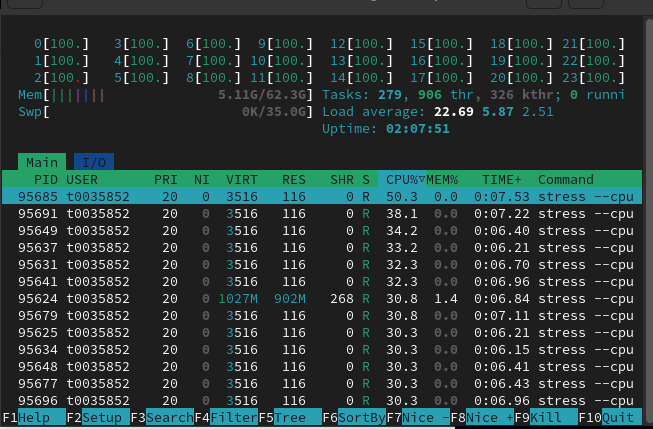 0[100.] 3[100.] 6[100.] 9[100.] 12[100.] 15[100.] 18[100.] 21[100.]
1[100.] 4[100.] 7[100.] 10[100.] 13[100.] 16[100.] 19[100.] 22[100.]
2[100.] 5[100.] 8[100.] 11[100.] 14[100.] 17[100.] 20[100.] 23[100.]
Mem[||||||| 5.11G/62.3G] Tasks: 279, 906 thr, 326 kthr; 0 runni
Swp[ 0K/35.0G] Load average: 22.69 5.87 2.51
Uptime: 02:07:51
Main I/O
PID USER PRI NI VIRT RES SHR S CPU%▽MEM% TIME+ Command
95685 t0035852 20 0 3516 116 0 R 50.3 0.0 0:07.53 stress --cpu
95691 t0035852 20 0 3516 116 0 R 38.1 0.0 0:07.22 stress --cpu
95649 t0035852 20 0 3516 116 0 R 34.2 0.0 0:06.40 stress --cpu
95637 t0035852 20 0 3516 116 0 R 33.2 0.0 0:06.21 stress --cpu
95631 t0035852 20 0 3516 116 0 R 32.3 0.0 0:06.70 stress --cpu
95641 t0035852 20 0 3516 116 0 R 32.3 0.0 0:06.96 stress --cpu
95624 t0035852 20 0 1027M 902M 268 R 30.8 1.4 0:06.84 stress --cpu
95679 t0035852 20 0 3516 116 0 R 30.8 0.0 0:07.11 stress --cpu
95625 t0035852 20 0 3516 116 0 R 30.3 0.0 0:06.21 stress --cpu
95634 t0035852 20 0 3516 116 0 R 30.3 0.0 0:06.15 stress --cpu
95648 t0035852 20 0 3516 116 0 R 30.3 0.0 0:06.41 stress --cpu
95677 t0035852 20 0 3516 116 0 R 30.3 0.0 0:06.43 stress --cpu
95696 t0035852 20 0 3516 116 0 R 30.3 0.0 0:06.96 stress --cpu
F1Help F2Setup F3SearchF4FilterF5Tree F6SortByF7Nice -F8Nice +F9Kill F10Quit